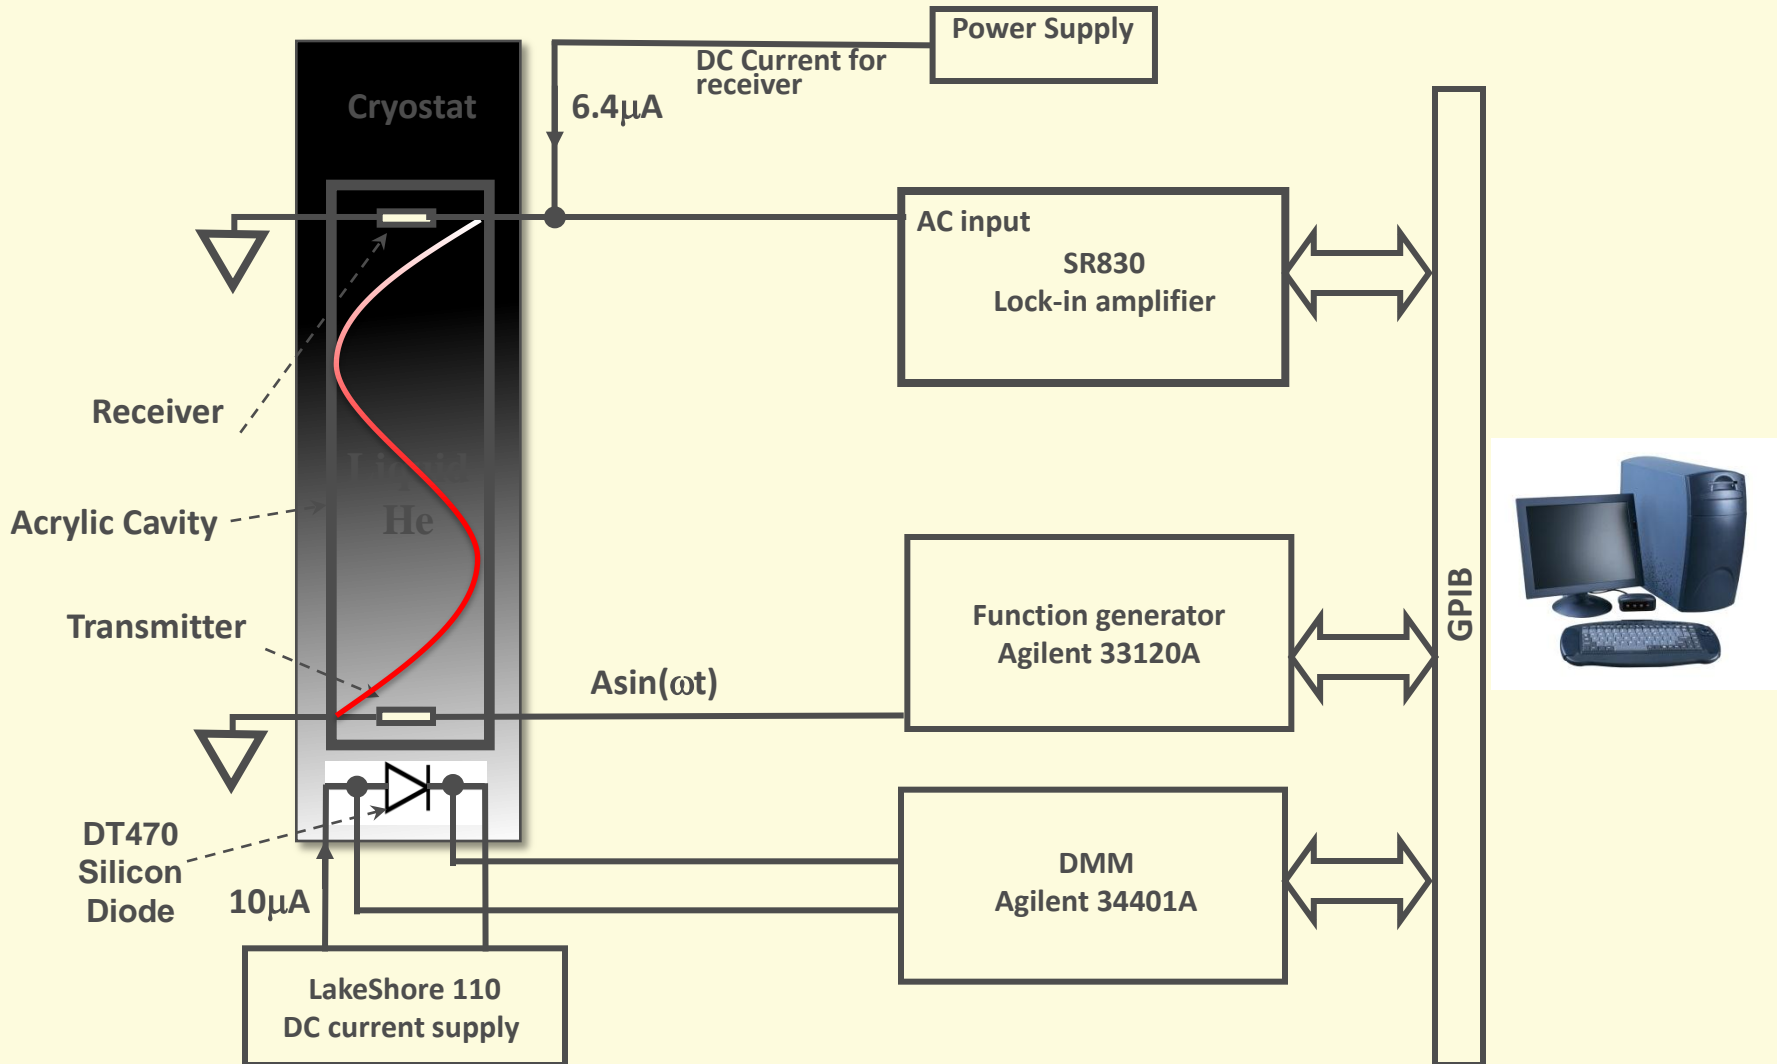 Power Supply
DC Current for
receiver
Cryostat
6.4μA
AC input
SR830
Lock-in amplifier
Receiver
Liquid
He
Acrylic Cavity
GPIB
Function generator
Agilent 33120A
Transmitter
Asin(ωt)
DT470
Silicon
Diode
10μA
DMM
Agilent 34401A
LakeShore 110
DC current supply